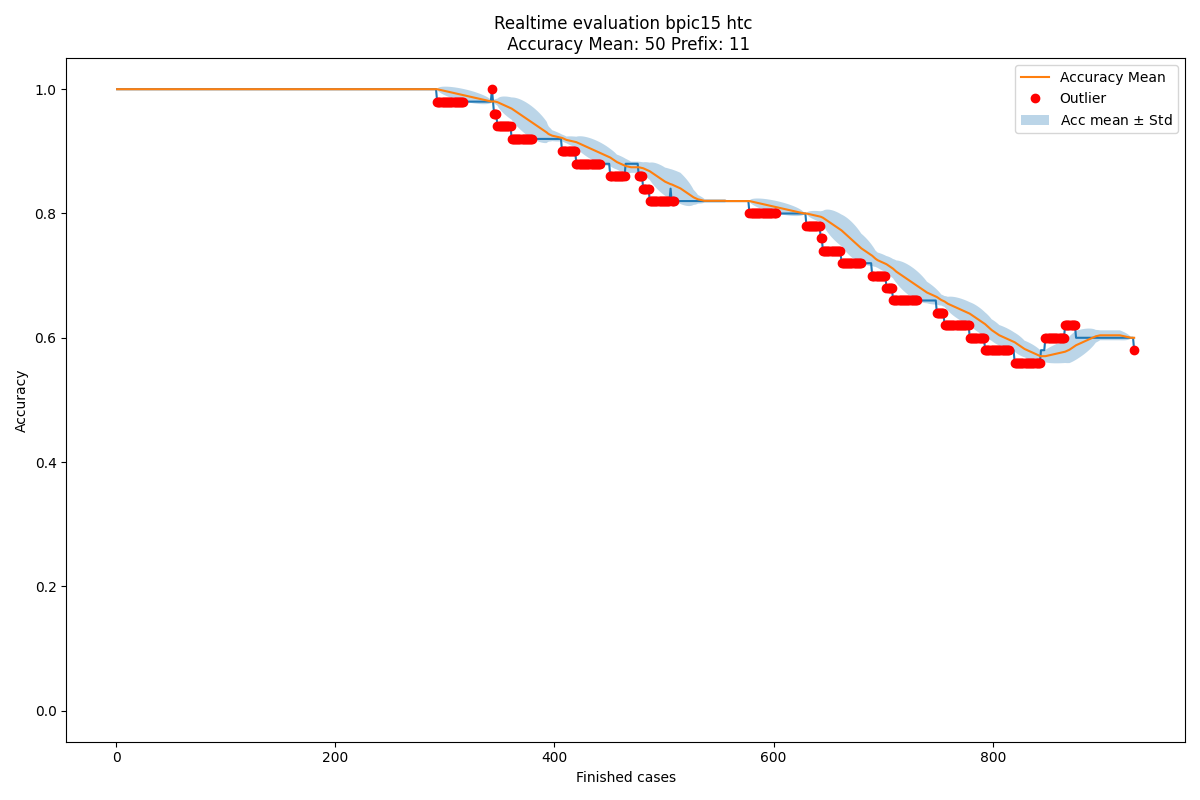 Realtime evaluation bpic15 htc
Accuracy Mean: 50 Prefix: 11
Accuracy Mean
Outlier
Acc mean ± Std
1.0
0.8
0.6
0.4
0.2
0.0
Accuracy
0
200
400
600
800
Finished cases